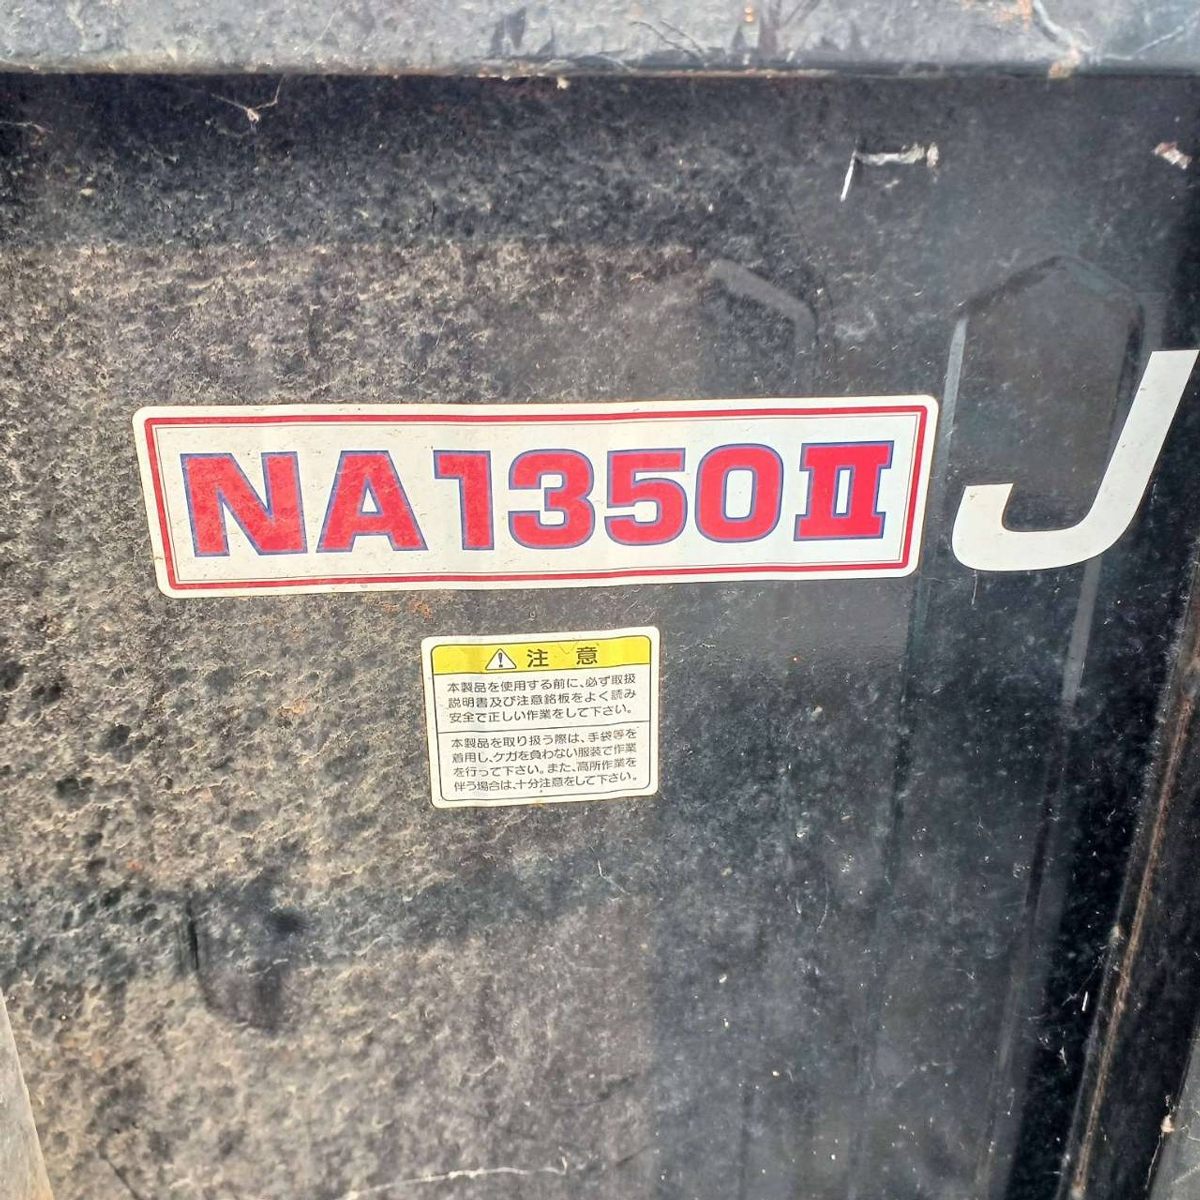 NA1350II
J
注 意
本製品を使用する前に、必ず取扱
説明書及び注意銘板をよく読み
安全で正しい作業をして下さい。
本製品を取り扱う際は、手袋等を
着用し、ケガを負わない服装で作業
を行って下さい。また、高所作業を
伴う場合は、十分注意をして下さい。